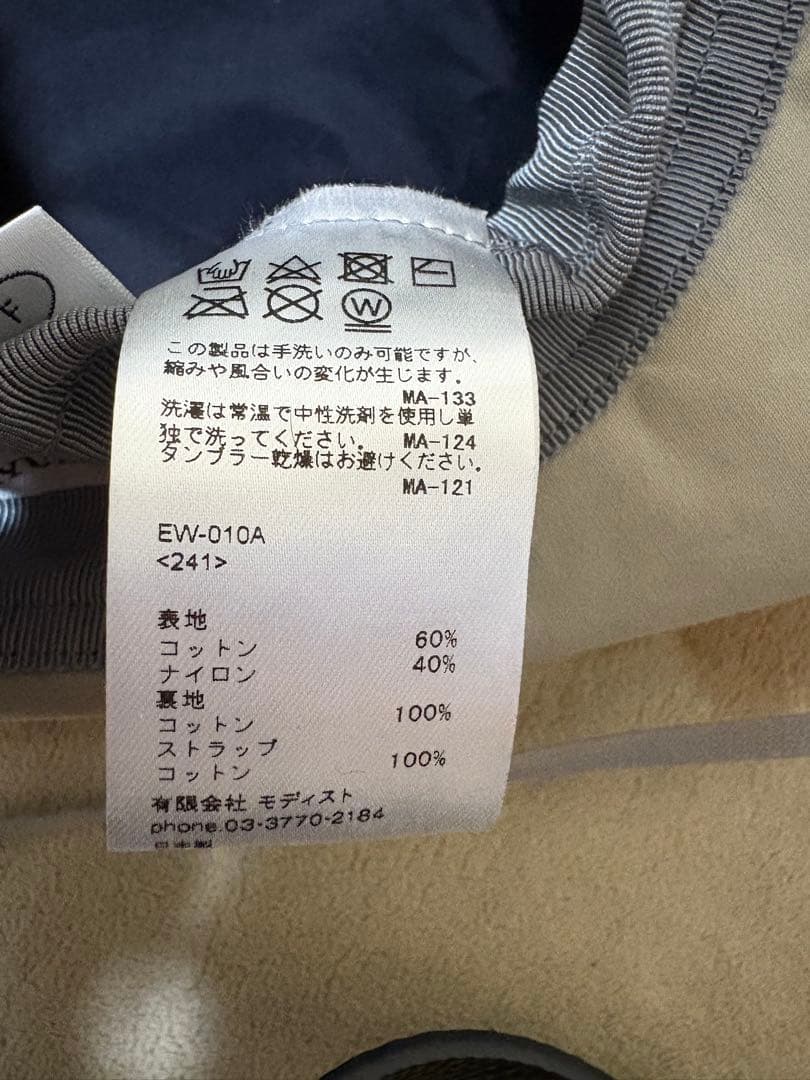 W
この製品は手洗いのみ可能ですが、
縮みや風合いの変化が生じます。
MA-133
洗濯は常温で中性洗剤を使用し単
独で洗ってください。 MA-124
タンブラー乾燥はお避けください。
MA-121
EW-010A
<241>
表地
コットン 60%
ナイロン 40%
裏地
コットン 100%
ストラップ
コットン 100%
有限会社 モディスト
phone.03-3770-2184
日本製
F